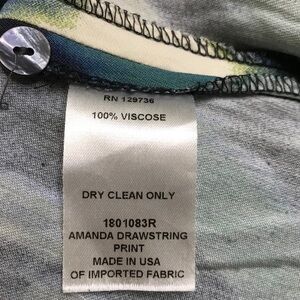 RN 129736
100% VISCOSE
DRY CLEAN ONLY
1801083R
AMANDA DRAWSTRING
PRINT
MADE IN USA
OF IMPORTED FABRIC